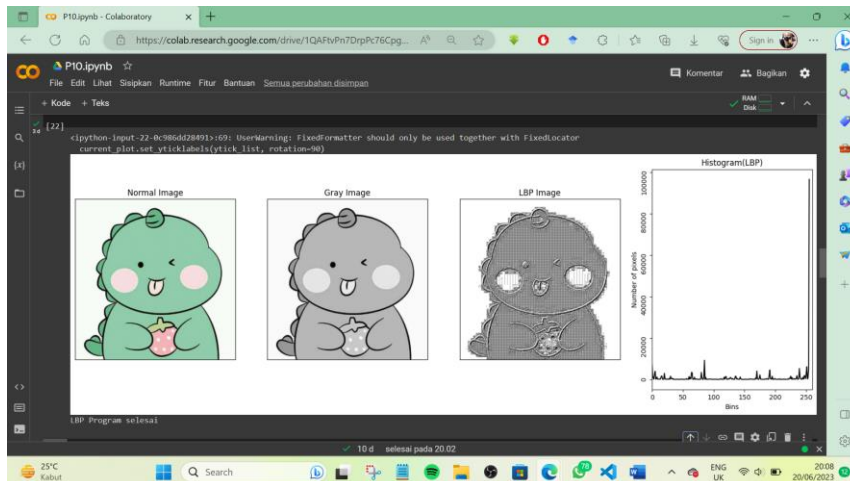 P10.ipynb - Colaboratory
https://colab.research.google.com/drive/1QAFtvPn7DrpPc76Cpg...
Sign in
P10.ipynb
File Edit Lihat Sisipkan Runtime Fitur Bantuan Semua perubahan disimpan
Komentar
Bagikan
+ Kode + Teks
RAM
Disk
[22]
<ipython-input-22-0c986dd28491>:69: UserWarning: FixedFormatter should only be used together with FixedLocator
current_plot.set_yticklabels(ytick_list, rotation=90)
Normal Image
Gray Image
LBP Image
Histogram(LBP)
Number of pixels
100000
80000
60000
40000
20000
0
0 50 100 150 200 250
Bins
LBP Program selesai
10 d selesai pada 20.02
25°C
Kabut
Search
78
ENG
UK
20:08
20/06/2023